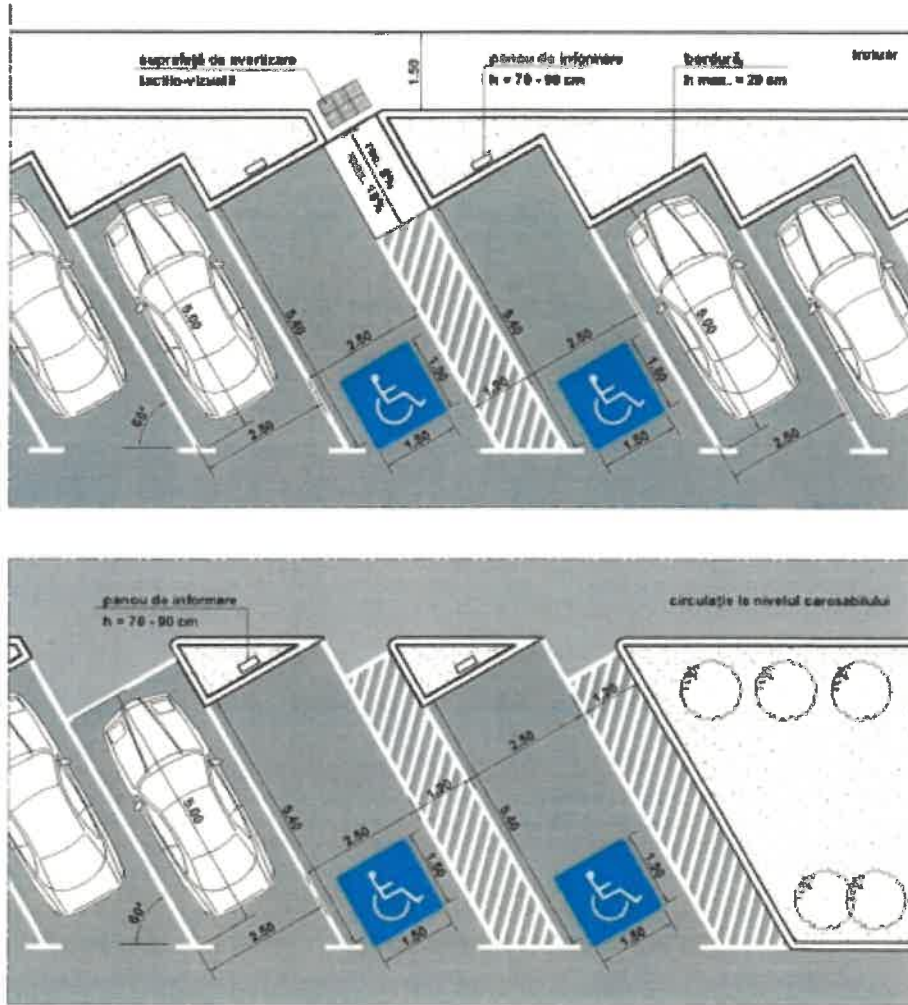 suprafață de avertizare
tactilo-vizuală
1.50
panou de informare
h = 70 - 90 cm
bordură,
h max. = 20 cm
trotuar
max. 15%
5.00
5.40
5.40
5.00
2.50
2.50
1.50
1.20
1.50
60°
2.50
1.50
1.50
2.50
panou de informare
h = 70 - 90 cm
circulație la nivelul carosabilului
1.20
2.50
1.20
5.00
5.40
5.40
2.50
1.50
1.50
60°
2.50
1.50
1.50